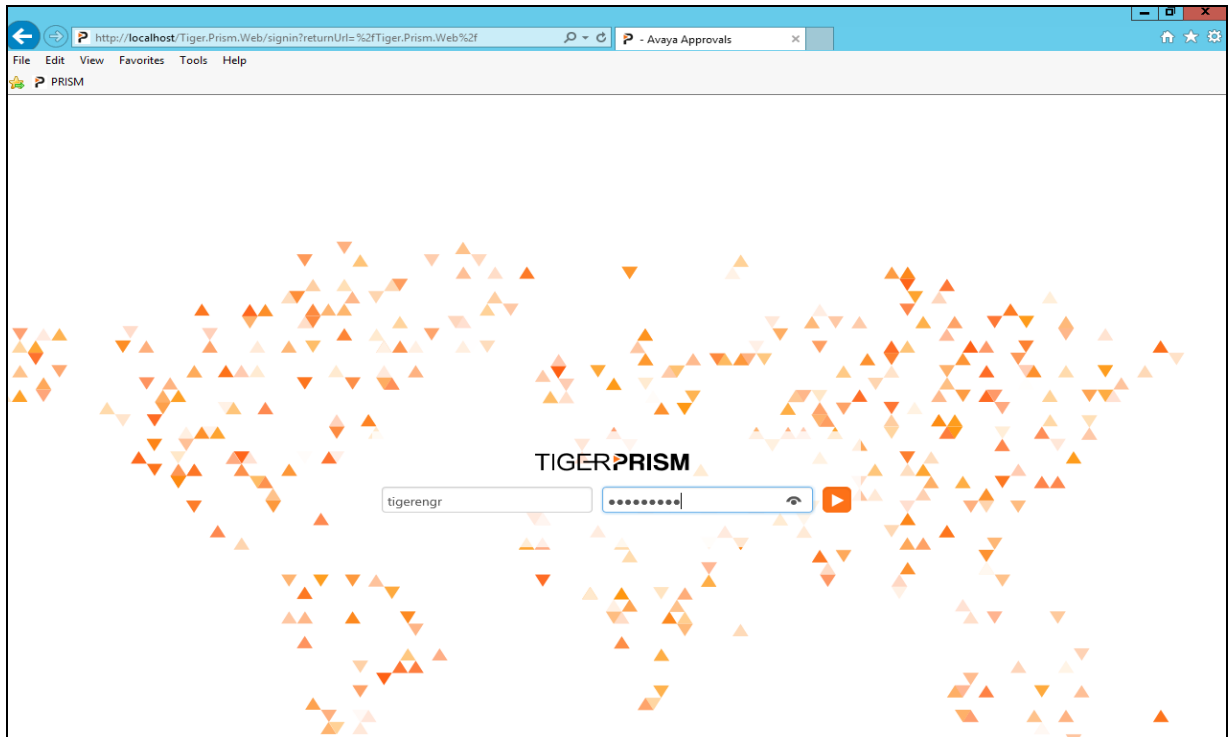 http://localhost/Tiger.Prism.Web/signin?returnUrl=%2fTiger.Prism.Web%2f
- Avaya Approvals
File Edit View Favorites Tools Help
PRISM
TIGERPRISM
tigerengr